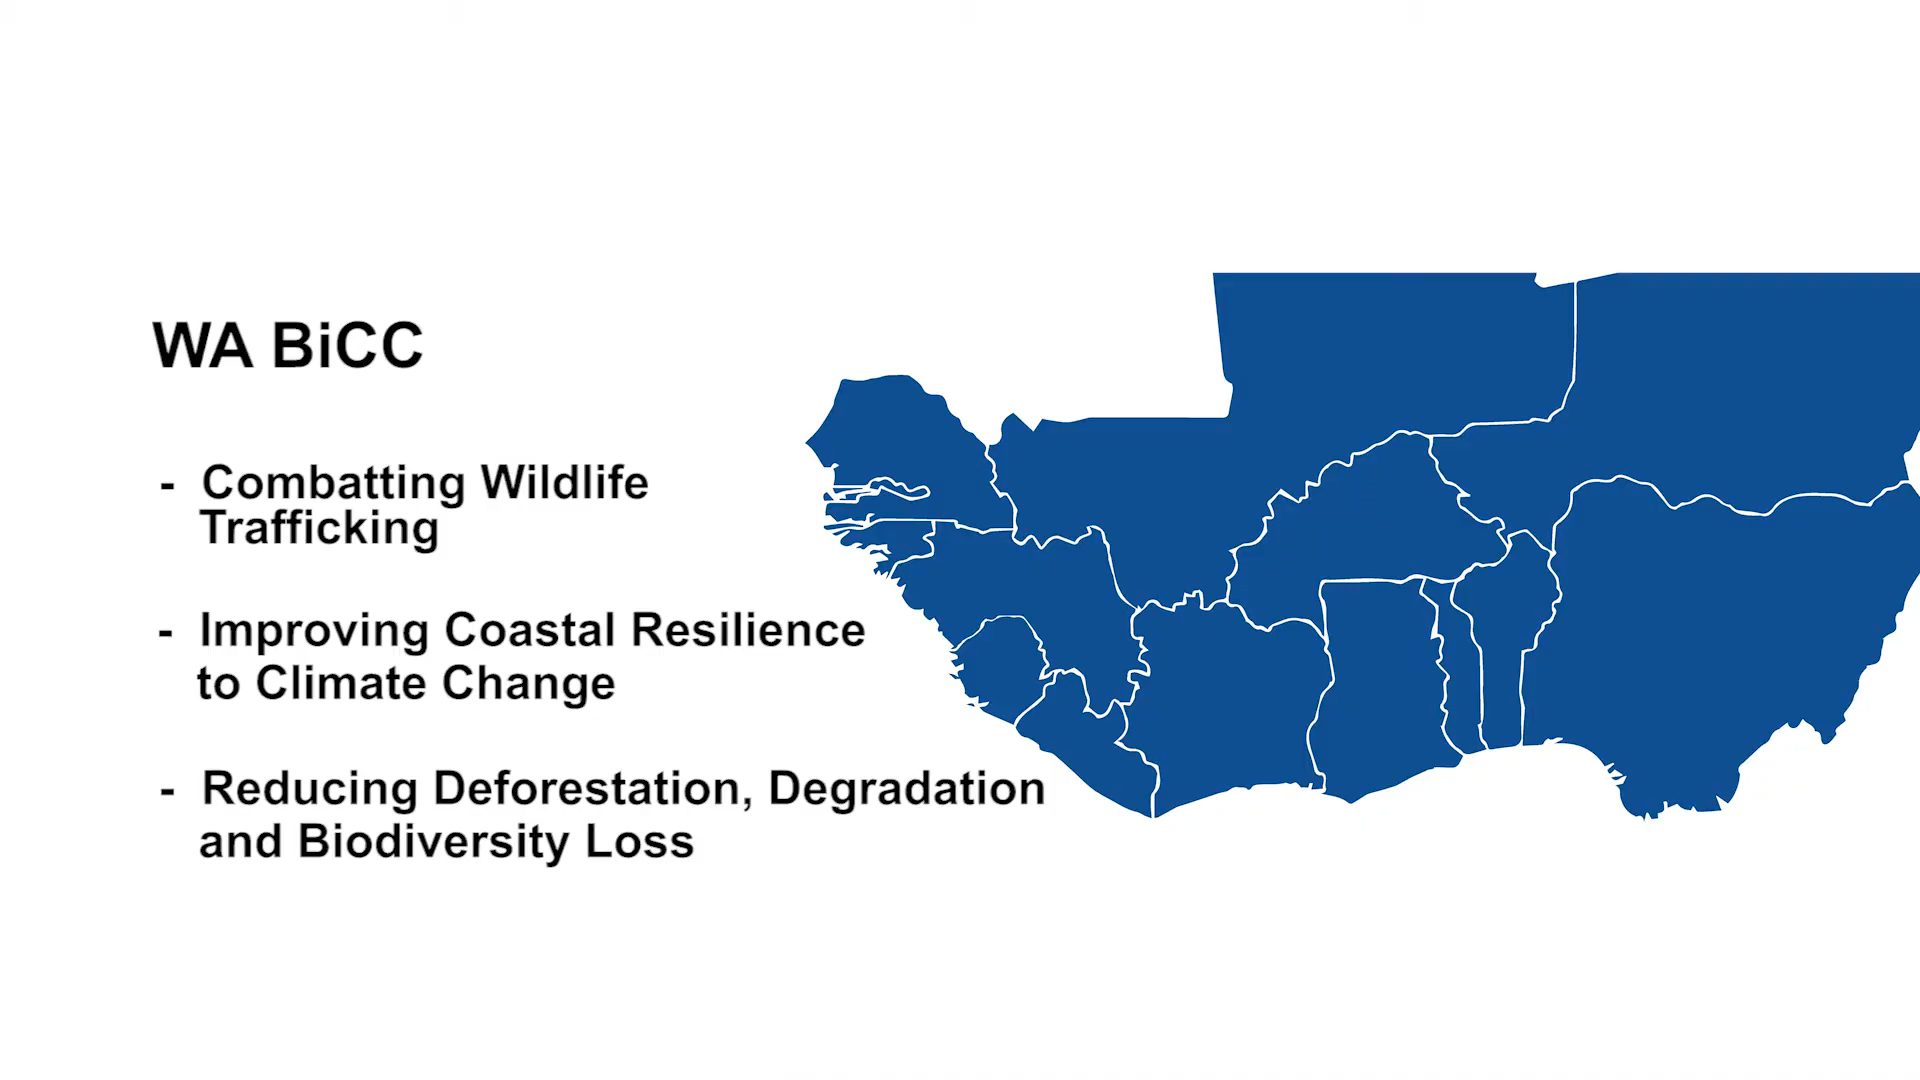 WA BiCC
- Combatting Wildlife
Trafficking
- Improving Coastal Resilience
to Climate Change
- Reducing Deforestation, Degradation
and Biodiversity Loss